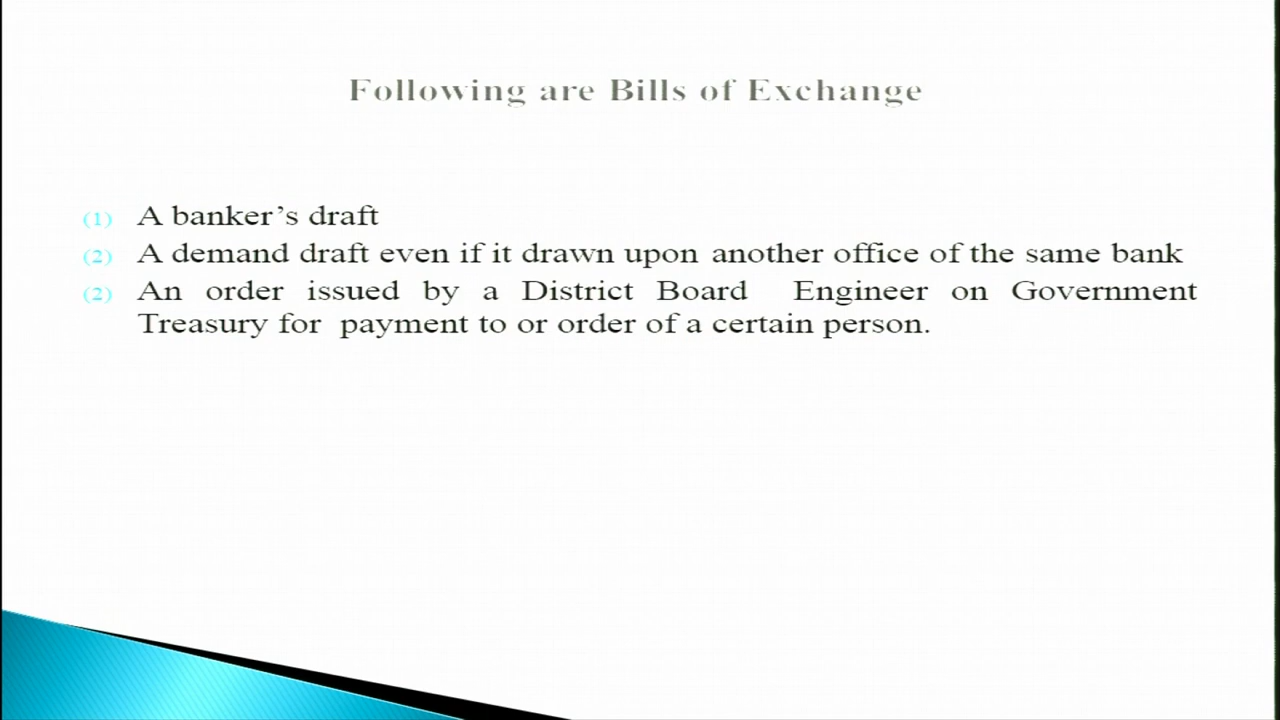 Following are Bills of Exchange
(1) A banker’s draft
(2) A demand draft even if it drawn upon another office of the same bank
(2) An order issued by a District Board Engineer on Government
Treasury for payment to or order of a certain person.